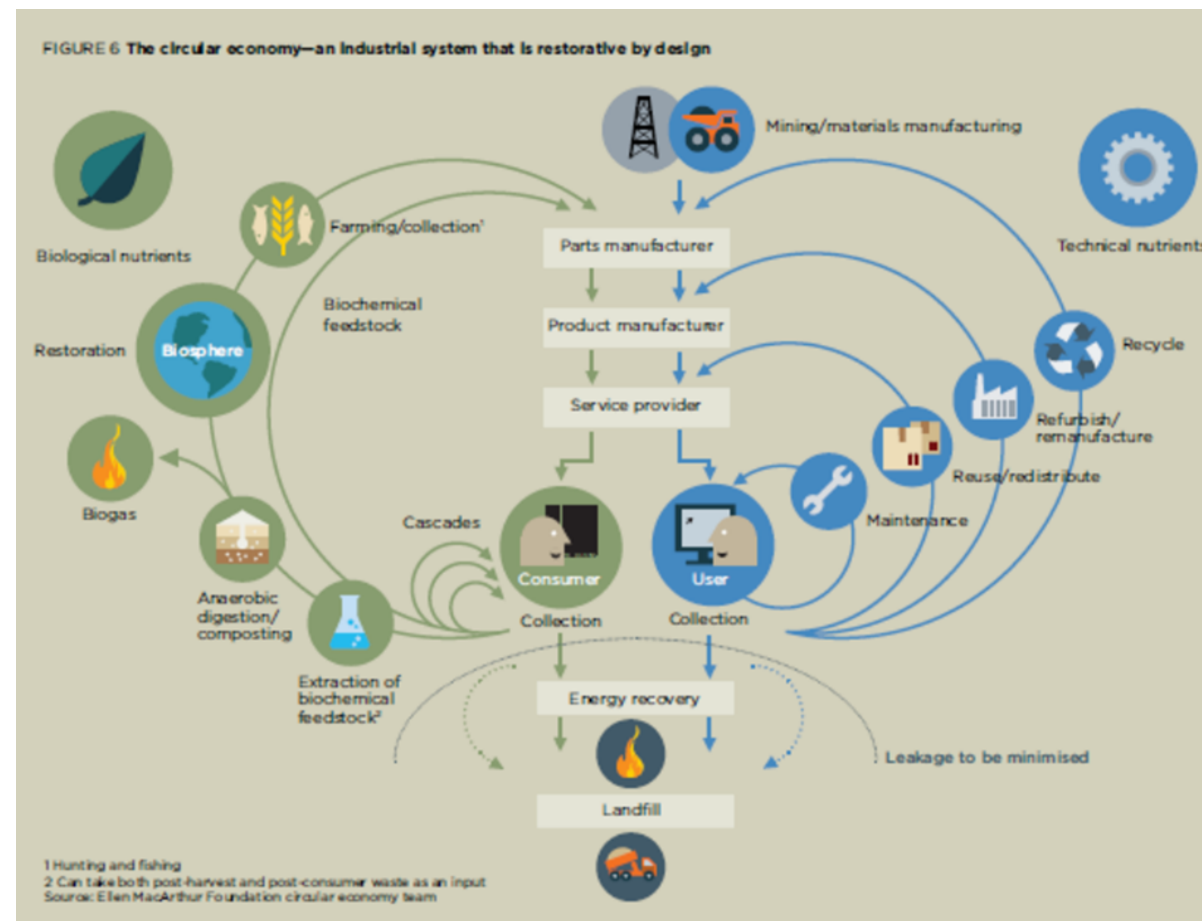 FIGURE 6 The circular economy—an industrial system that is restorative by design
Mining/materials manufacturing
Biological nutrients
Technical nutrients
Farming/collection¹
Parts manufacturer
Biochemical
feedstock
Product manufacturer
Restoration
Biosphere
Recycle
Service provider
Refurbish/
remanufacture
Reuse/redistribute
Biogas
Cascades
Maintenance
Consumer
User
Anaerobic
digestion/
composting
Collection
Collection
Extraction of
biochemical
feedstock²
Energy recovery
Leakage to be minimised
Landfill
1 Hunting and fishing
2 Can take both post-harvest and post-consumer waste as an input
Source: Ellen MacArthur Foundation circular economy team